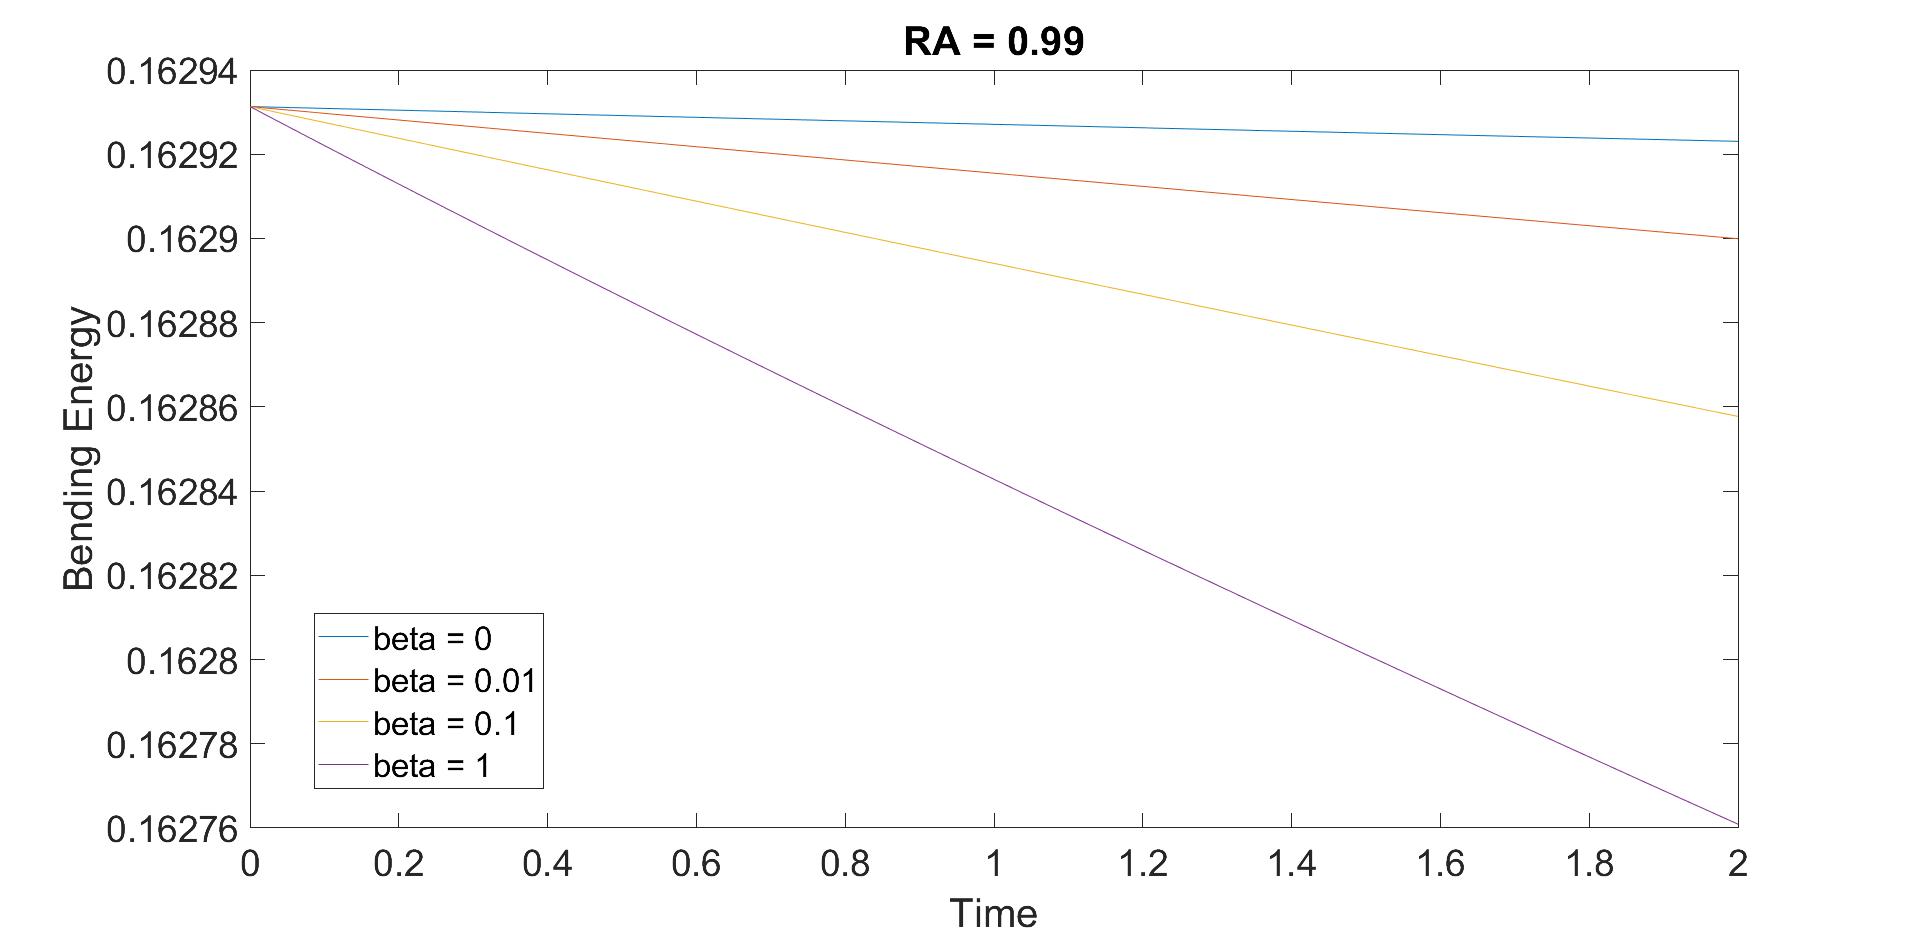 RA = 0.99
0.16294
0.16292
0.1629
0.16288
0.16286
0.16284
0.16282
0.1628
0.16278
0.16276
Bending Energy
beta = 0
beta = 0.01
beta = 0.1
beta = 1
0 0.2 0.4 0.6 0.8 1 1.2 1.4 1.6 1.8 2
Time